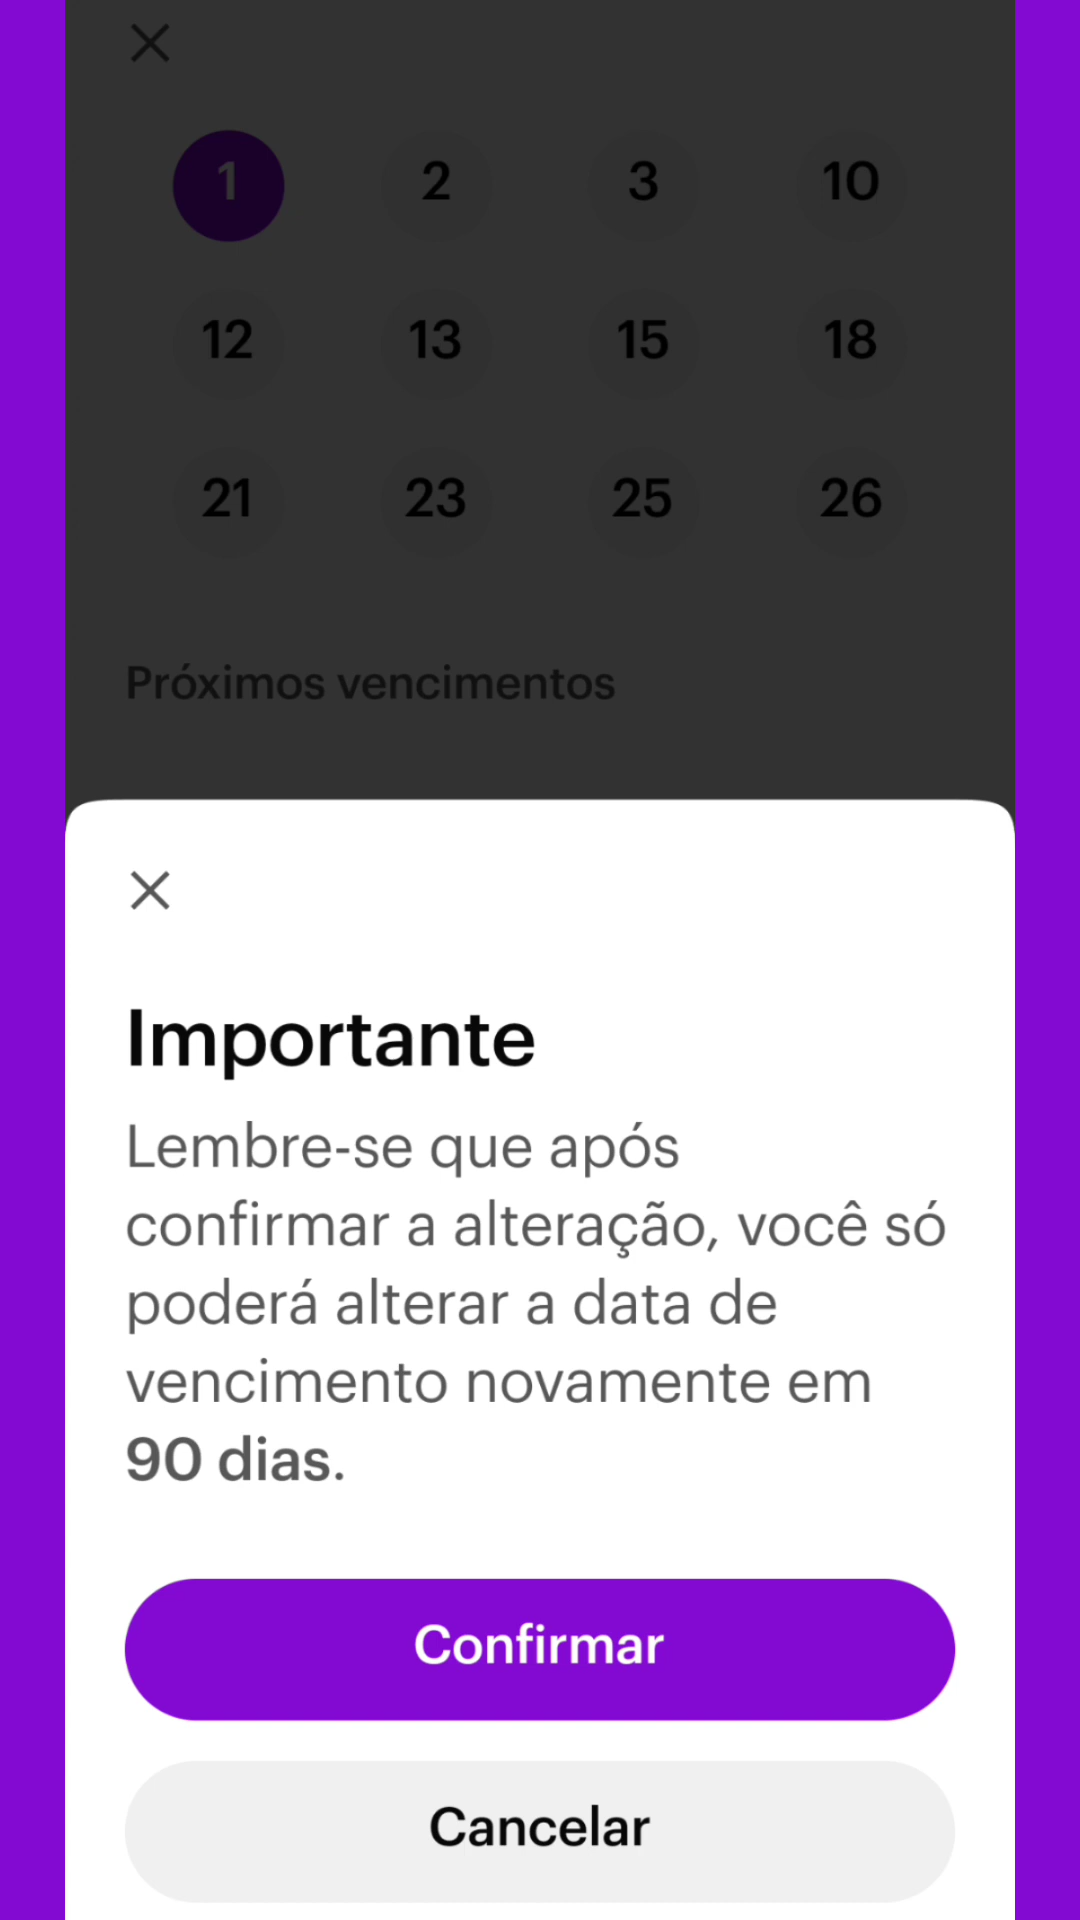 1 2 3 10
12 13 15 18
21 23 25 26
Próximos vencimentos
Importante
Lembre-se que após
confirmar a alteração, você só
poderá alterar a data de
vencimento novamente em
90 dias.
Confirmar
Cancelar